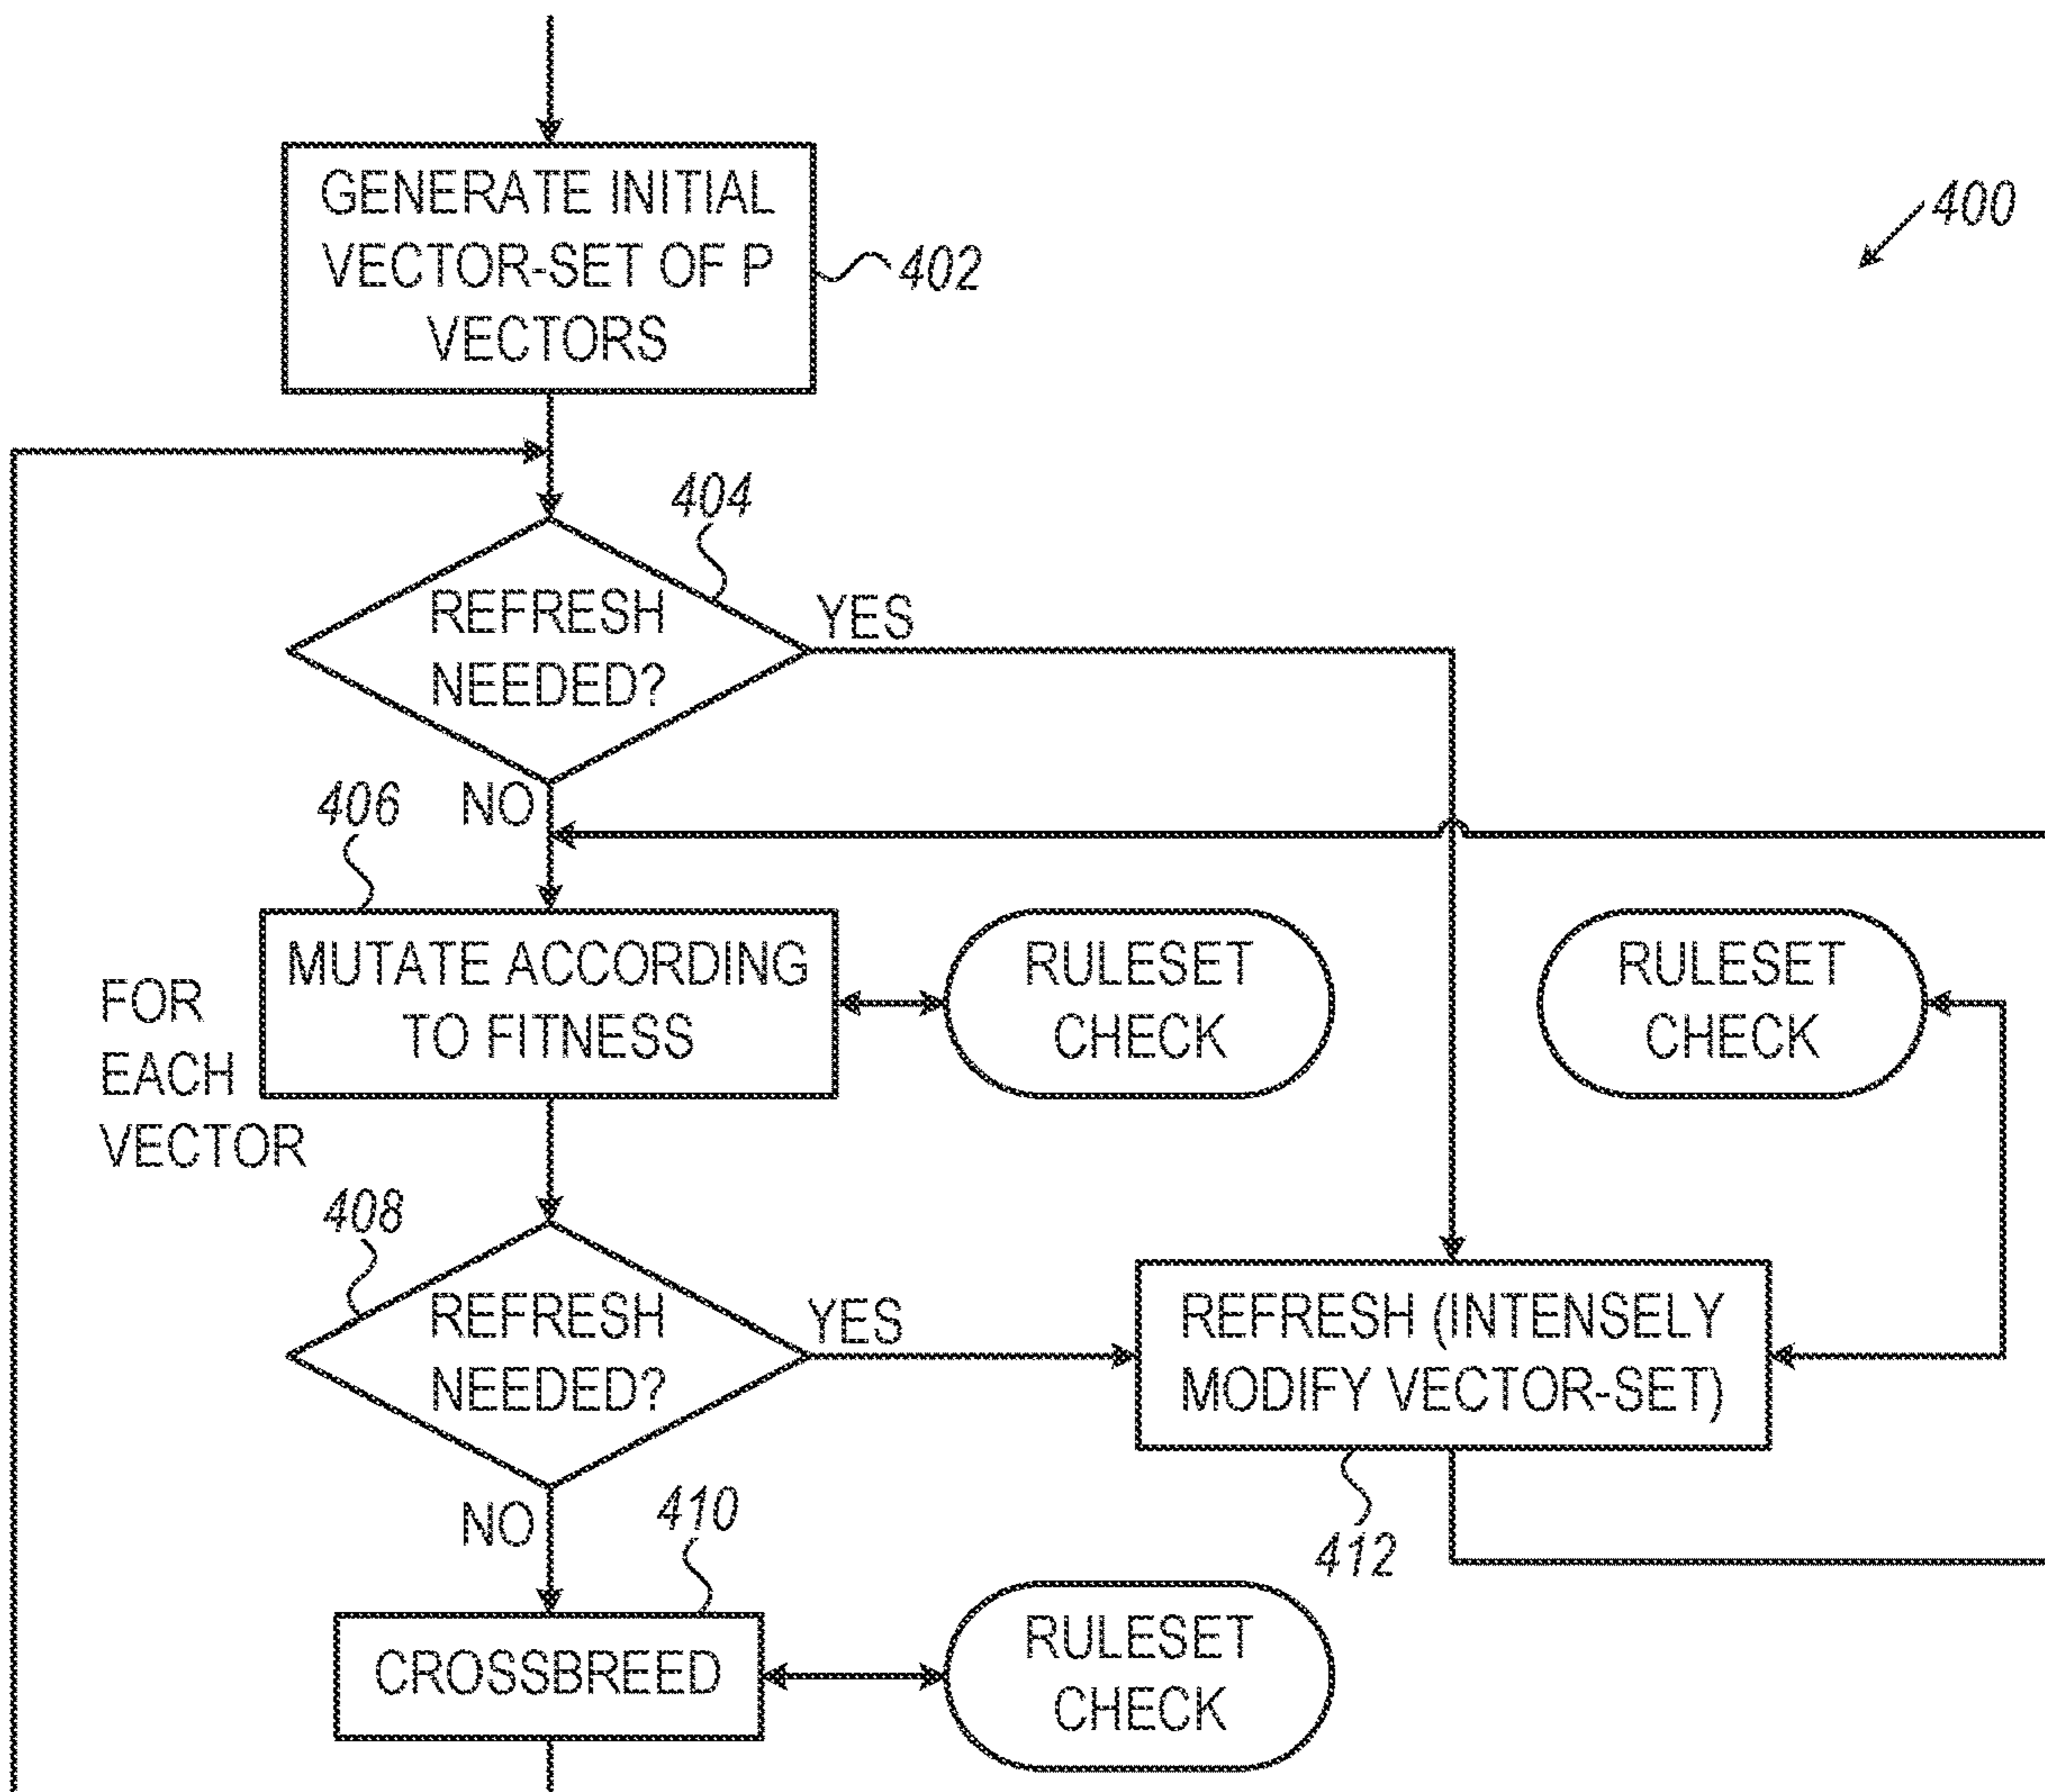 GENERATE INITIAL
VECTOR-SET OF P
VECTORS
402
400
404
REFRESH
NEEDED?
YES
NO
406
MUTATE ACCORDING
TO FITNESS
RULESET
CHECK
RULESET
CHECK
FOR
EACH
VECTOR
408
REFRESH
NEEDED?
YES
REFRESH (INTENSELY
MODIFY VECTOR-SET)
412
NO
410
CROSSBREED
RULESET
CHECK